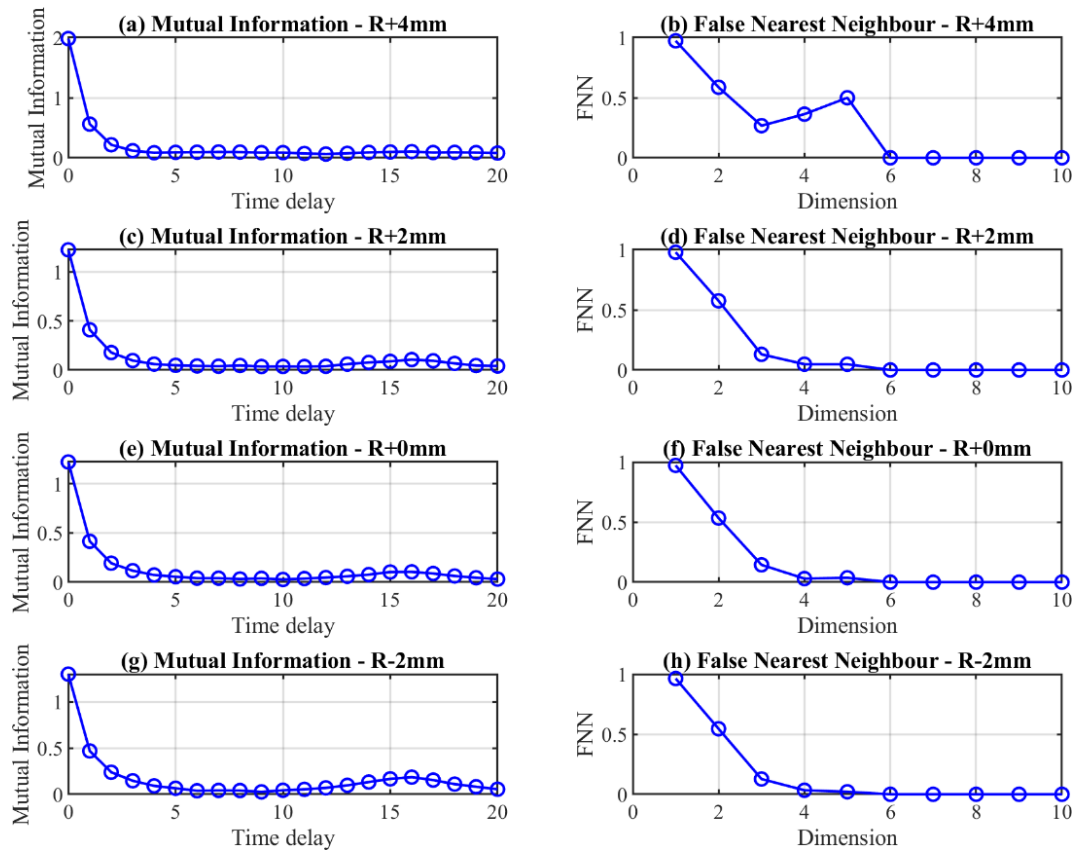 (a) Mutual Information - R+4mm
Mutual Information
2
1
0
0 5 10 15 20
Time delay
(b) False Nearest Neighbour - R+4mm
FNN
1
0.5
0
0 2 4 6 8 10
Dimension
(c) Mutual Information - R+2mm
Mutual Information
1
0.5
0
0 5 10 15 20
Time delay
(d) False Nearest Neighbour - R+2mm
FNN
1
0.5
0
0 2 4 6 8 10
Dimension
(e) Mutual Information - R+0mm
Mutual Information
1
0.5
0
0 5 10 15 20
Time delay
(f) False Nearest Neighbour - R+0mm
FNN
1
0.5
0
0 2 4 6 8 10
Dimension
(g) Mutual Information - R-2mm
Mutual Information
1
0.5
0
0 5 10 15 20
Time delay
(h) False Nearest Neighbour - R-2mm
FNN
1
0.5
0
0 2 4 6 8 10
Dimension